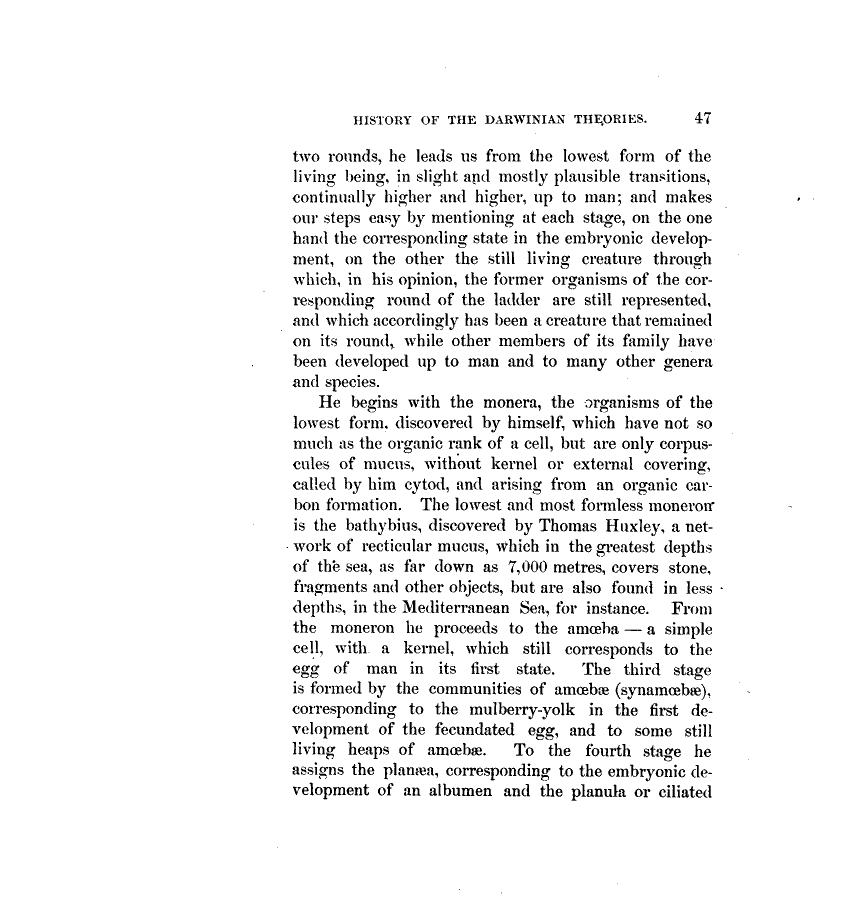 HISTORY OF THE DARWINIAN THEORIES. 47
two rounds, he leads us from the lowest form of the
living being, in slight and mostly plausible transitions,
continually higher and higher, up to man; and makes
our steps easy by mentioning at each stage, on the one
hand the corresponding state in the embryonic develop-
ment, on the other the still living creature through
which, in his opinion, the former organisms of the cor-
responding round of the ladder are still represented,
and which accordingly has been a creature that remained
on its round, while other members of its family have
been developed up to man and to many other genera
and species.
He begins with the monera, the organisms of the
lowest form, discovered by himself, which have not so
much as the organic rank of a cell, but are only corpus-
cules of mucus, without kernel or external covering,
called by him cytod, and arising from an organic car-
bon formation. The lowest and most formless moneron
is the bathybius, discovered by Thomas Huxley, a net-
work of recticular mucus, which in the greatest depths
of the sea, as far down as 7,000 metres, covers stone,
fragments and other objects, but are also found in less
depths, in the Mediterranean Sea, for instance. From
the moneron he proceeds to the amœba — a simple
cell, with a kernel, which still corresponds to the
egg of man in its first state. The third stage
is formed by the communities of amœbæ (synamœbæ),
corresponding to the mulberry-yolk in the first de-
velopment of the fecundated egg, and to some still
living heaps of amœbæ. To the fourth stage he
assigns the planæa, corresponding to the embryonic de-
velopment of an albumen and the planula or ciliated